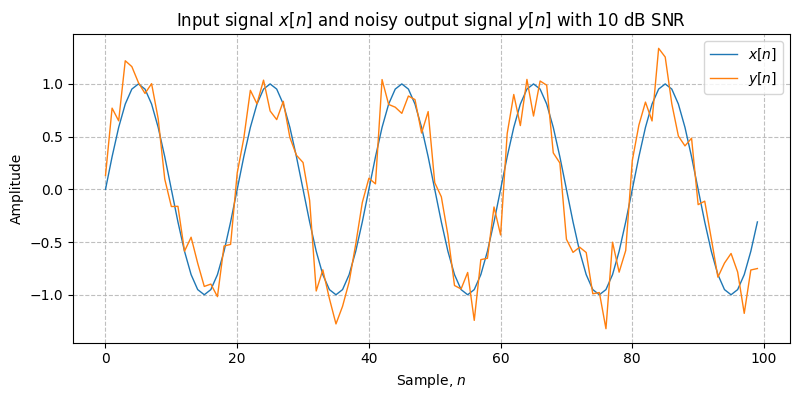 Input signal x[n] and noisy output signal y[n] with 10 dB SNR
x[n]
y[n]
1.0
0.5
0.0
−0.5
−1.0
Amplitude
0 20 40 60 80 100
Sample, n